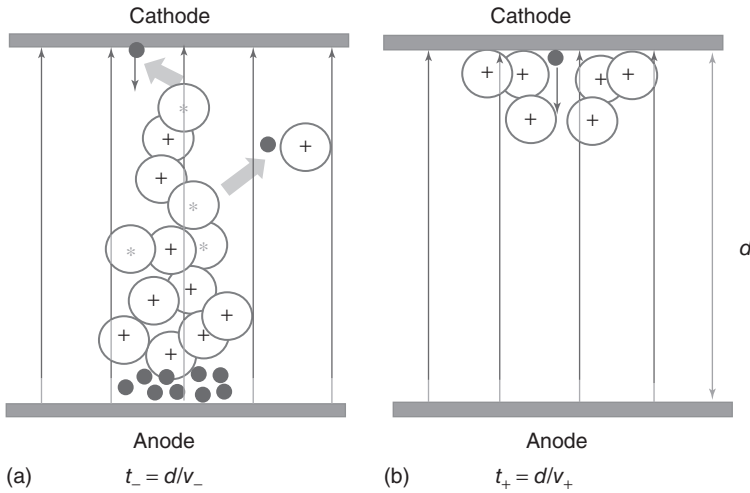 Cathode
Cathode
*
+
+
+
*
+
*
*
+
+
+
+
+
+
Anode
(a) t₋ = d/v₋
+ +
+ +
+ +
d
Anode
(b) t₊ = d/v₊